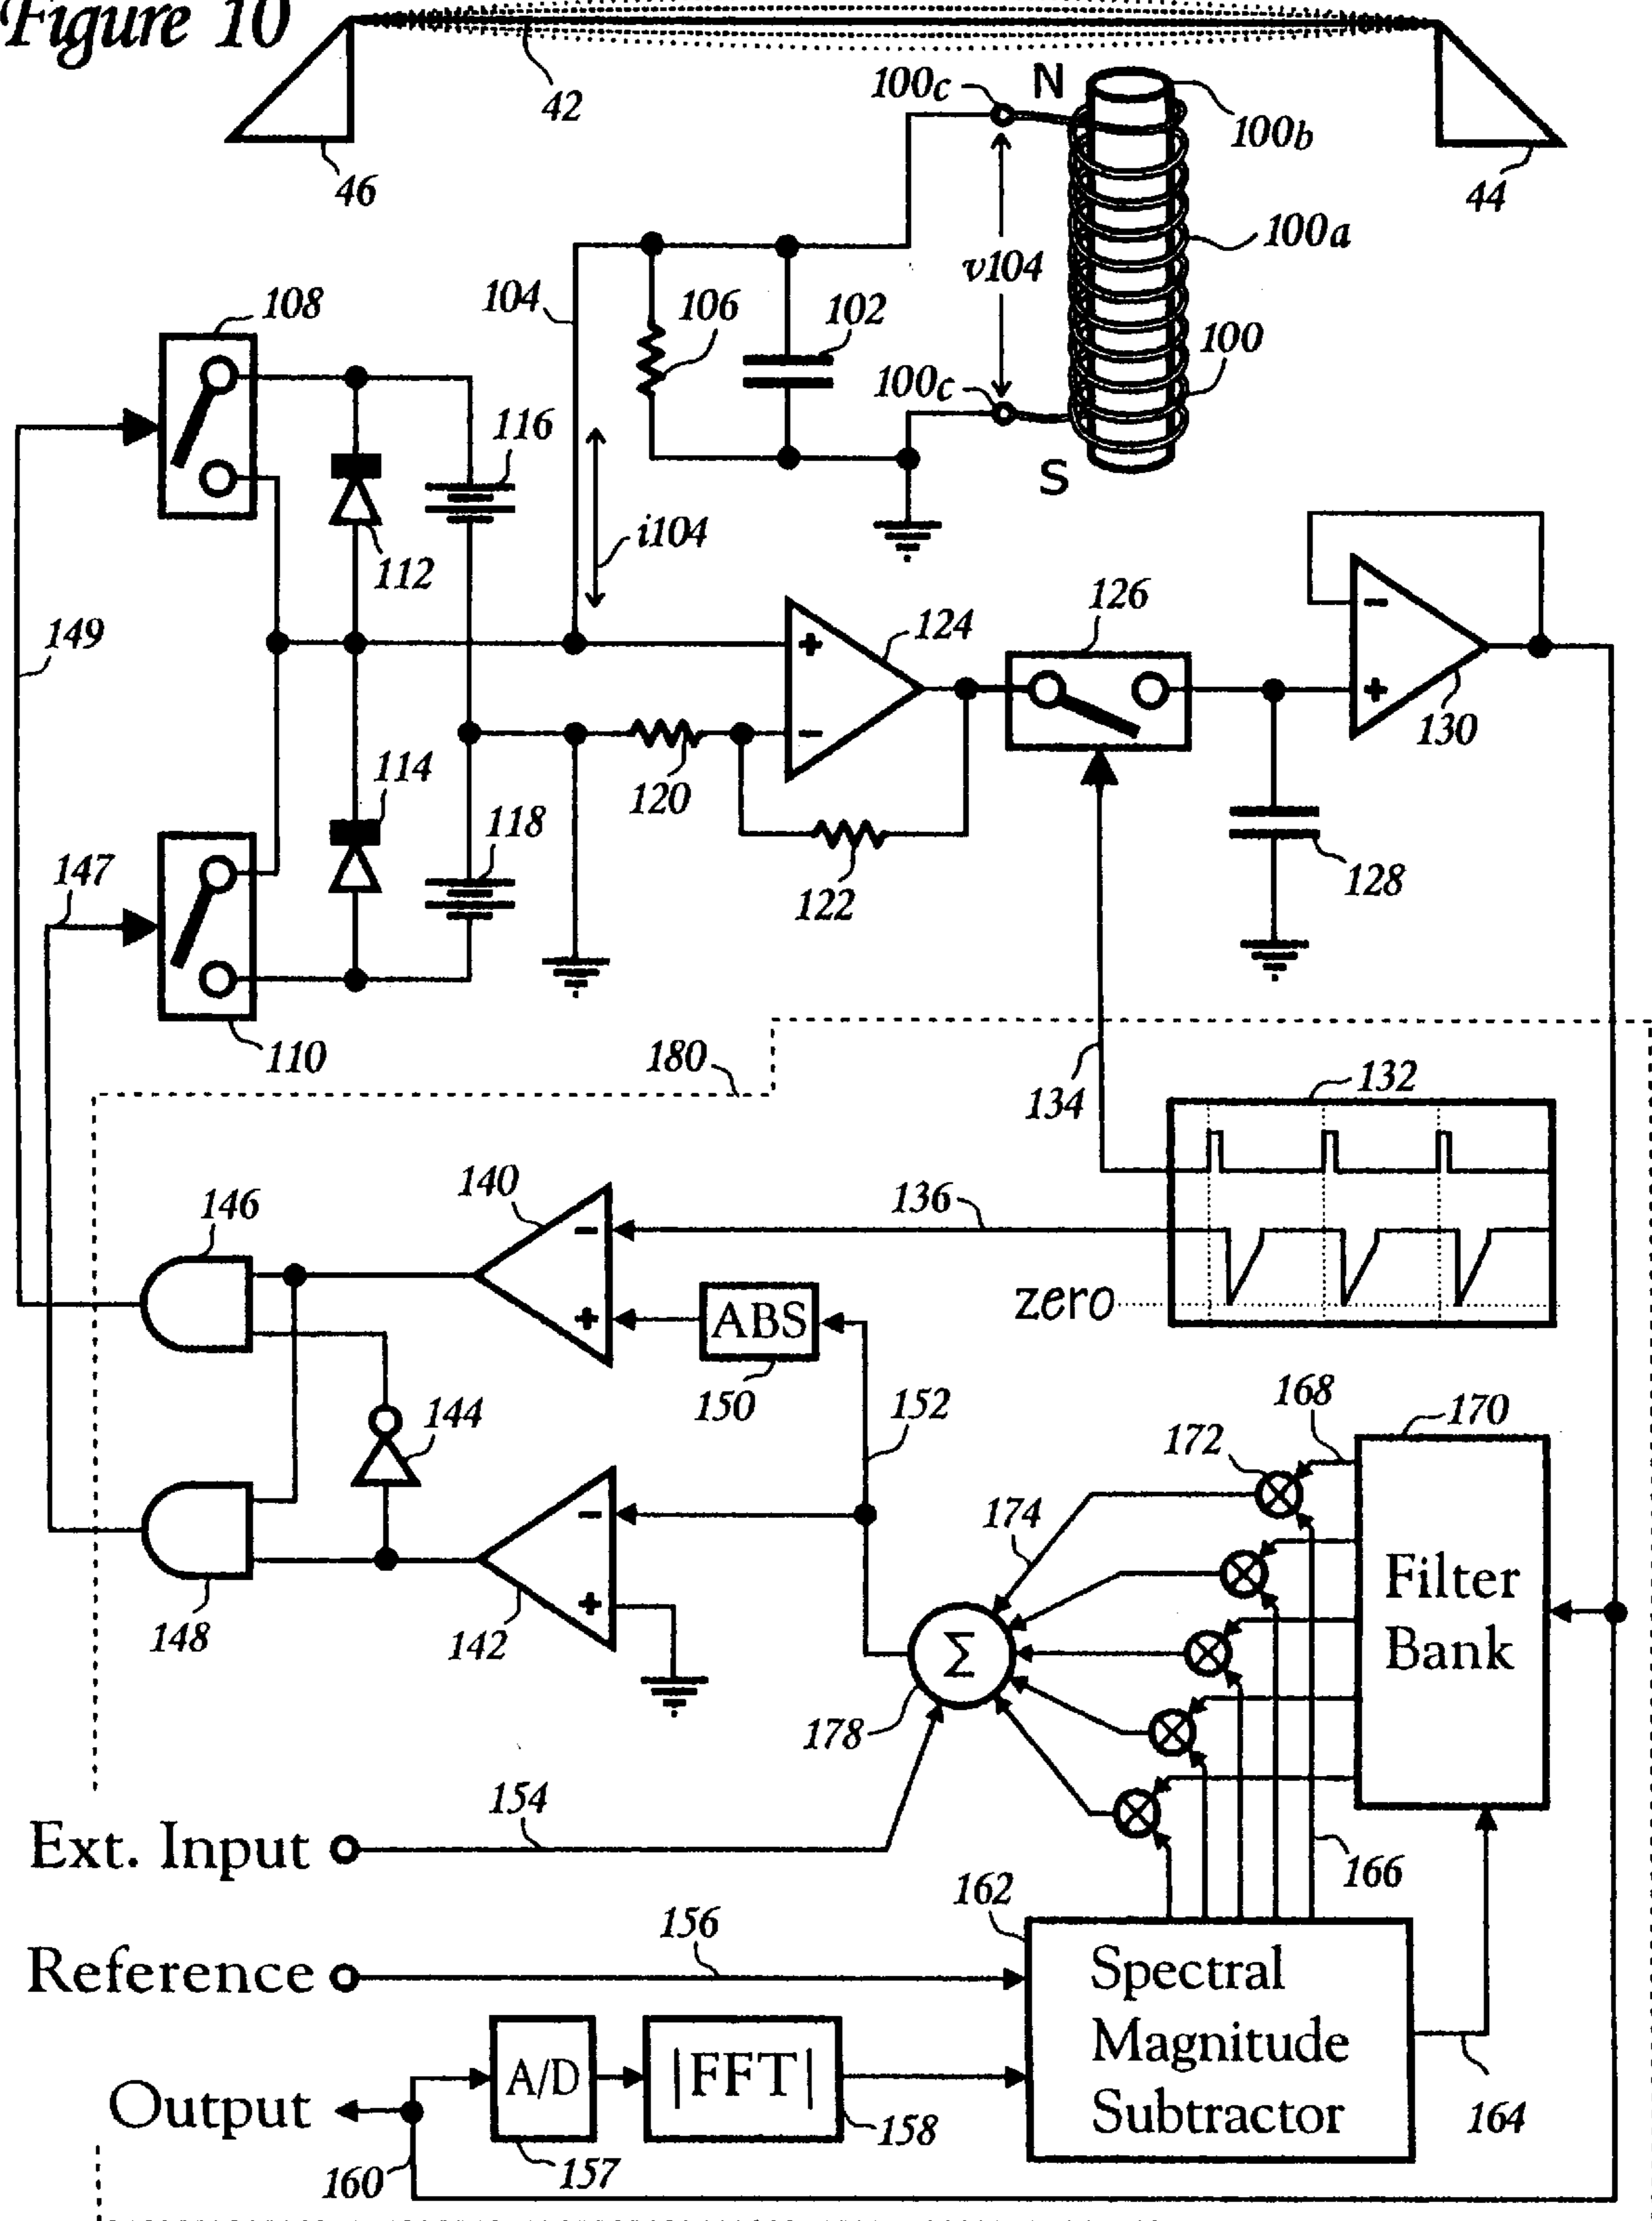 Figure 10
42
46
44
100c
N
100b
100a
v104
100
100c
S
104
106
102
108
116
i104
112
149
+
-
124
126
-
+
130
120
122
114
118
147
128
110
180
134
132
136
zero
140
-
+
146
ABS
150
152
144
148
142
-
+
168
170
172
174
Filter
Bank
Σ
178
166
154
Ext. Input
162
156
Reference
Spectral
Magnitude
Subtractor
A/D
|FFT|
Output
160
157
158
164